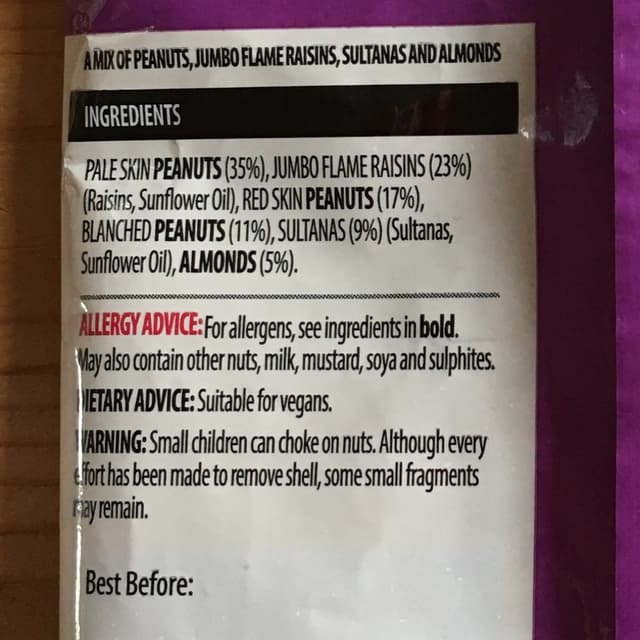 A MIX OF PEANUTS, JUMBO FLAME RAISINS, SULTANAS AND ALMONDS
INGREDIENTS
PALE SKIN PEANUTS (35%), JUMBO FLAME RAISINS (23%)
(Raisins, Sunflower Oil), RED SKIN PEANUTS (17%),
BLANCHED PEANUTS (11%), SULTANAS (9%) (Sultanas,
Sunflower Oil), ALMONDS (5%).
ALLERGY ADVICE: For allergens, see ingredients in bold.
May also contain other nuts, milk, mustard, soya and sulphites.
DIETARY ADVICE: Suitable for vegans.
WARNING: Small children can choke on nuts. Although every
effort has been made to remove shell, some small fragments
may remain.
Best Before: